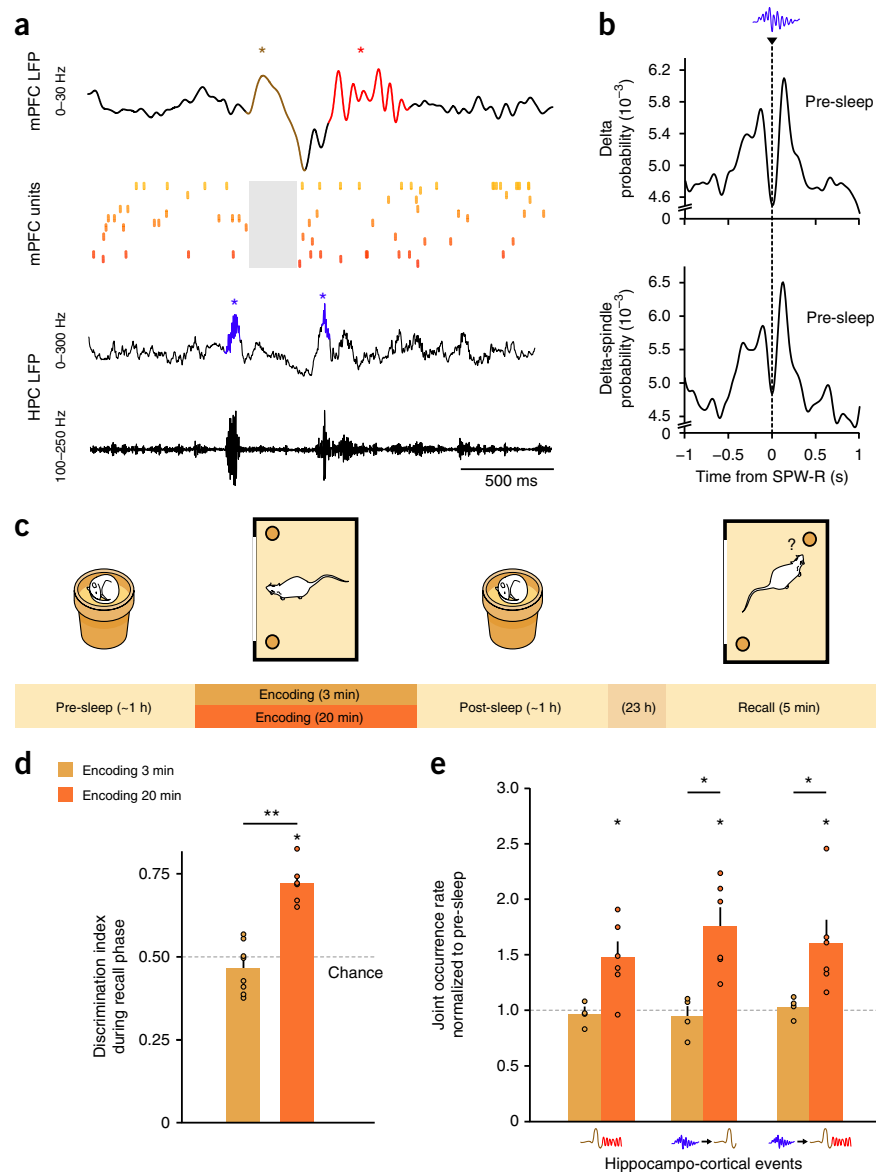 a
mPFC LFP
0–30 Hz
*
*
mPFC units
HPC LFP
0–300 Hz
*
*
100–250 Hz
500 ms
b
Delta
probability (10−3)
6.2
5.4
4.6
0
Pre-sleep
Delta-spindle
probability (10−3)
6.5
5.5
5.0
4.5
0
Pre-sleep
−1
−0.5
0
0.5
1
Time from SPW-R (s)
c
?
Pre-sleep (~1 h)
Encoding (3 min)
Encoding (20 min)
Post-sleep (~1 h)
(23 h)
Recall (5 min)
d
Encoding 3 min
Encoding 20 min
**
*
Discrimination index
during recall phase
0.75
0.50
0.25
0
Chance
e
Joint occurrence rate
normalized to pre-sleep
3.0
2.5
2.0
1.5
1.0
0.5
0
*
*
*
*
*
Hippocampo-cortical events